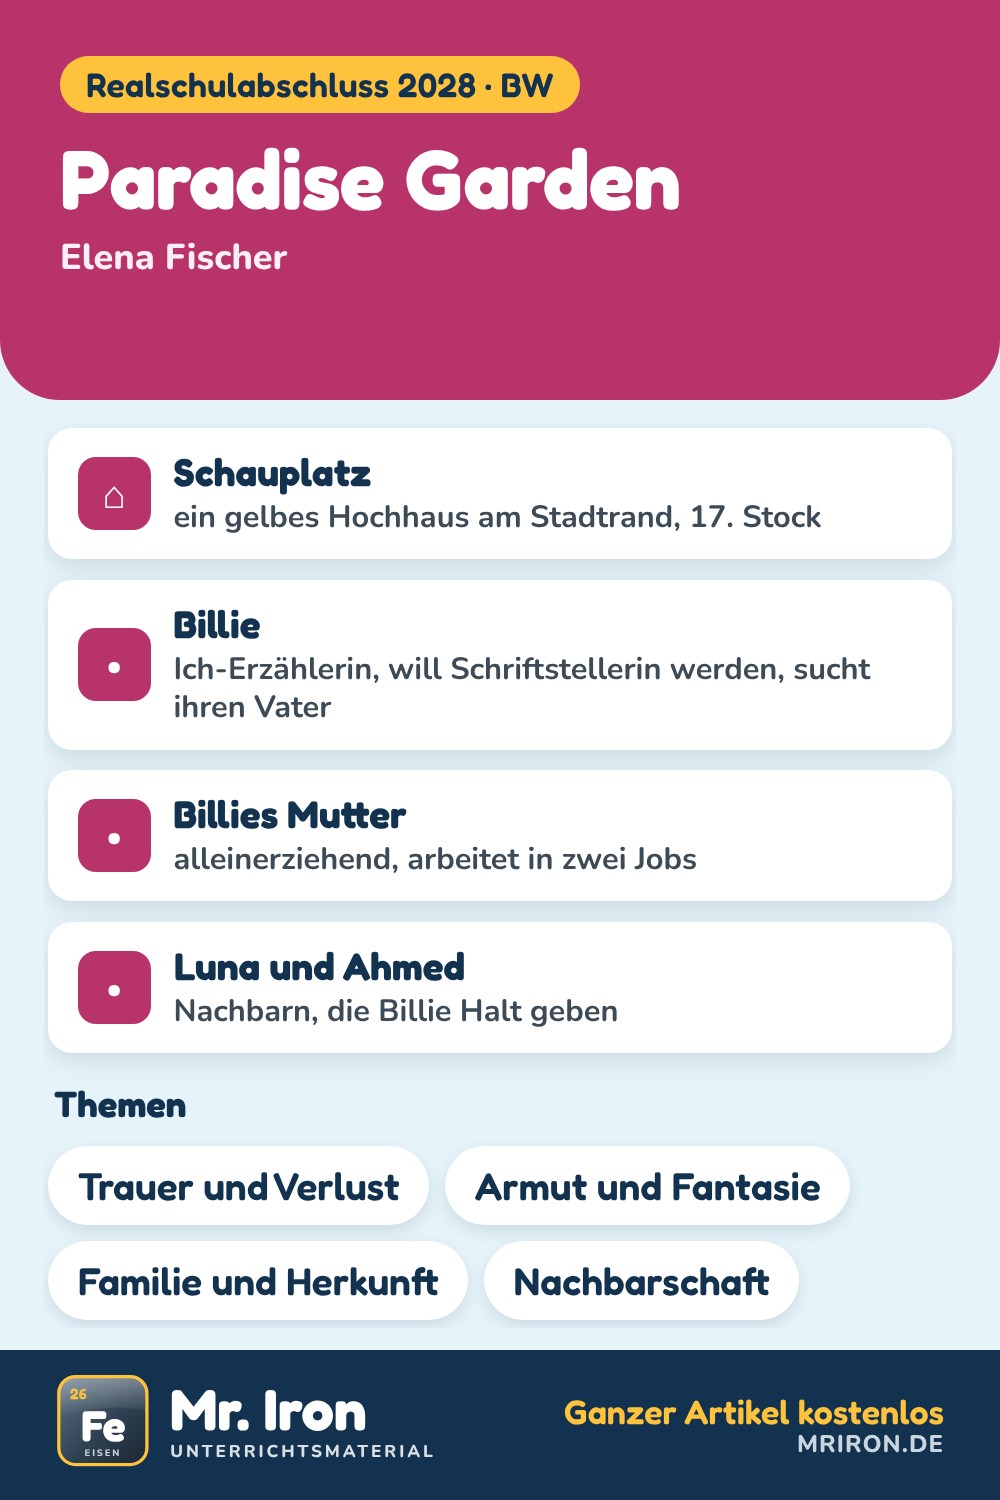 Realschulabschluss 2028 · BW
Paradise Garden
Elena Fischer
Schauplatz
ein gelbes Hochhaus am Stadtrand, 17. Stock
Billie
Ich-Erzählerin, will Schriftstellerin werden, sucht
ihren Vater
Billies Mutter
alleinerziehend, arbeitet in zwei Jobs
Luna und Ahmed
Nachbarn, die Billie Halt geben
Themen
Trauer und Verlust
Armut und Fantasie
Familie und Herkunft
Nachbarschaft
26
Fe
EISEN
Mr. Iron
UNTERRICHTSMATERIAL
Ganzer Artikel kostenlos
MRIRON.DE